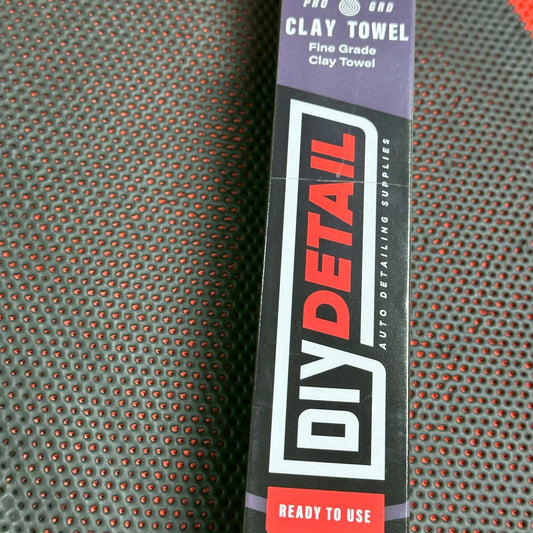 PRO GRD
CLAY TOWEL
Fine Grade
Clay Towel
DIY DETAIL
AUTO DETAILING SUPPLIES
READY TO USE